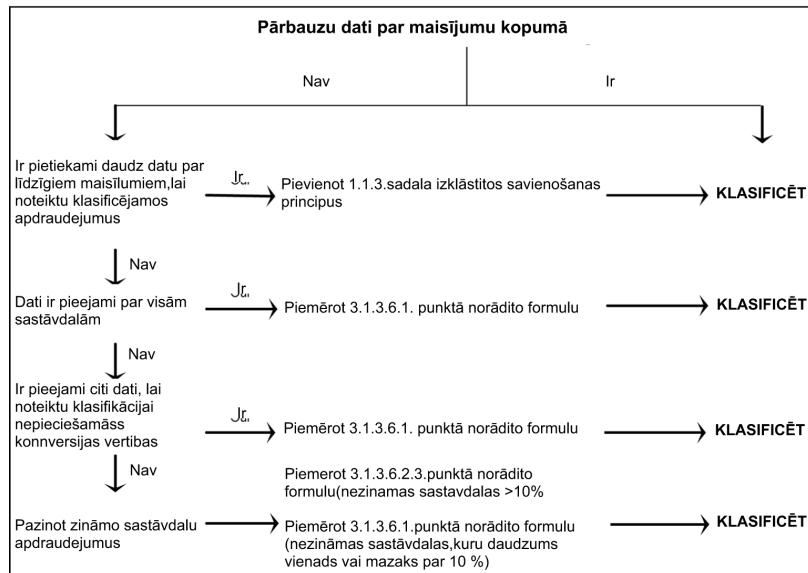 Pārbauzu dati par maisījumu kopumā
Nav
Ir
Ir pietiekami daudz datu par
līdzīgiem maisīlumiem,lai
noteiktu klasificējamos
apdraudejumus
Ir
Pievienot 1.1.3.sadala izklāstitos savienošanas
principus
KLASIFICĒT
Nav
Dati ir pieejami par visām
sastāvdalām
Ir
Piemērot 3.1.3.6.1. punktā norādito formulu
KLASIFICĒT
Nav
Ir pieejami citi dati, lai
noteiktu klasifikācijai
nepieciešamāss
konnversijas vertibas
Ir
Piemērot 3.1.3.6.1. punktā norādito formulu
KLASIFICĒT
Nav
Piemerot 3.1.3.6.2.3.punktā norādito
formulu(nezinamas sastavdalas >10%
Pazinot zināmo sastāvdalu
apdraudejumus
Piemērot 3.1.3.6.1.punktā norādito formulu
(nezināmas sastāvdalas,kuru daudzums
vienads vai mazaks par 10 %)
KLASIFICĒT